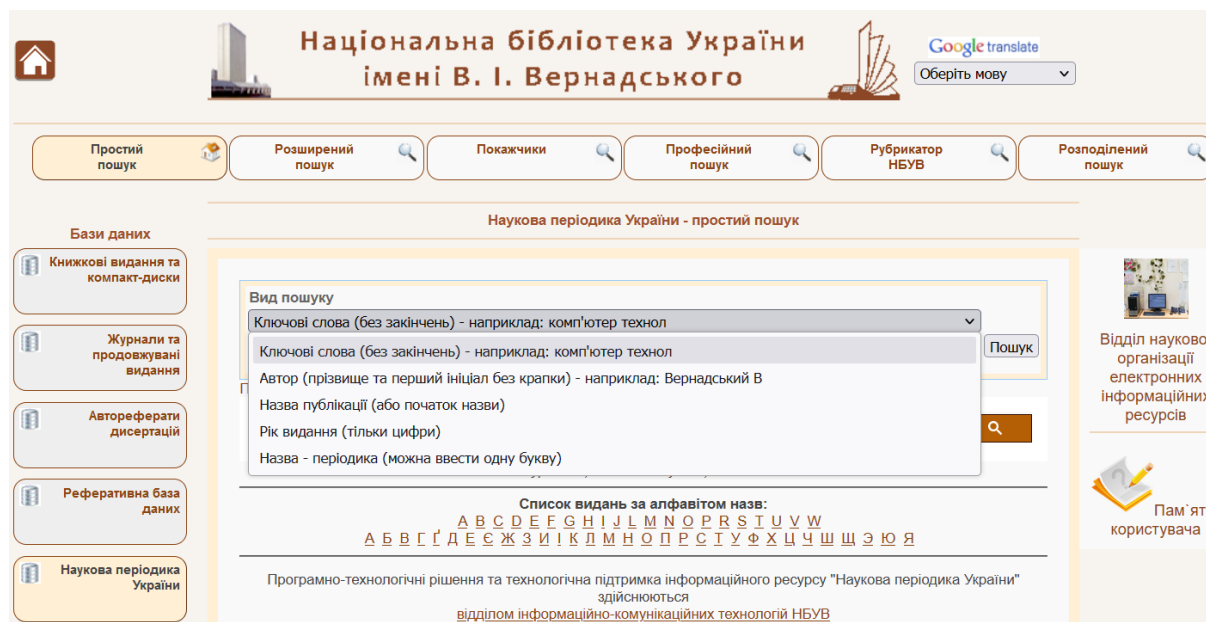 Національна бібліотека України
імені В. І. Вернадського
Google translate
Оберіть мову
Простий
пошук
Розширений
пошук
Покажчики
Професійний
пошук
Рубрикатор
НБУВ
Розподілений
пошук
Наукова періодика України - простий пошук
Бази даних
Книжкові видання та
компакт-диски
Журнали та
продовжувані
видання
Автореферати
дисертацій
Реферативна база
даних
Наукова періодика
України
Вид пошуку
Ключові слова (без закінчень) - наприклад: комп'ютер технол
Ключові слова (без закінчень) - наприклад: комп'ютер технол
Автор (прізвище та перший ініціал без крапки) - наприклад: Вернадський В
Назва публікації (або початок назви)
Рік видання (тільки цифри)
Назва - періодика (можна ввести одну букву)
Пошук
Список видань за алфавітом назв:
A B C D E F G H I J L M N O P R S T U V W
А Б В Г Ґ Д Е Є Ж З И І К Л М Н О П Р С Т У Ф Х Ц Ч Ш Щ Э Ю Я
Програмно-технологічні рішення та технологічна підтримка інформаційного ресурсу "Наукова періодика України"
здійснюються
відділом інформаційно-комунікаційних технологій НБУВ
Відділ науково
організації
електронних
інформаційних
ресурсів
Пам`ят
користувача